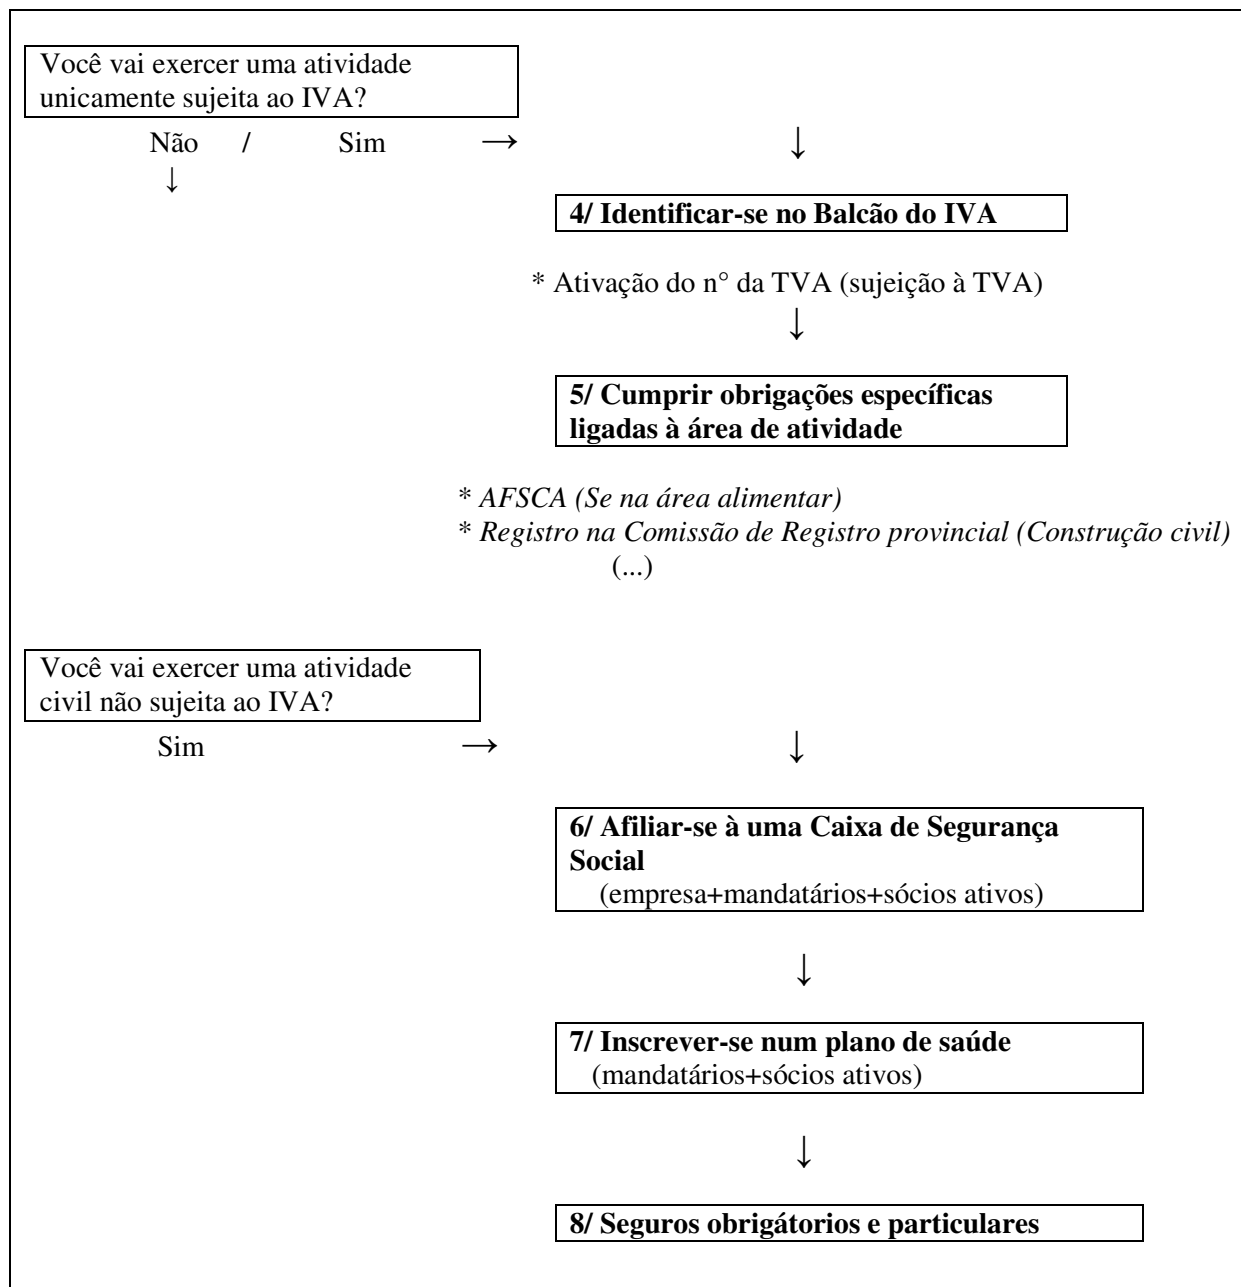 Você vai exercer uma atividade
unicamente sujeita ao IVA?
Não / Sim → ↓
↓
4/ Identificar-se no Balcão do IVA
* Ativação do n° da TVA (sujeição à TVA)
↓
5/ Cumprir obrigações específicas
ligadas à área de atividade
* AFSCA (Se na área alimentar)
* Registro na Comissão de Registro provincial (Construção civil)
(...)
Você vai exercer uma atividade
civil não sujeita ao IVA?
Sim → ↓
6/ Afiliar-se à uma Caixa de Segurança
Social
(empresa+mandatários+sócios ativos)
↓
7/ Inscrever-se num plano de saúde
(mandatários+sócios ativos)
↓
8/ Seguros obrigátorios e particulares